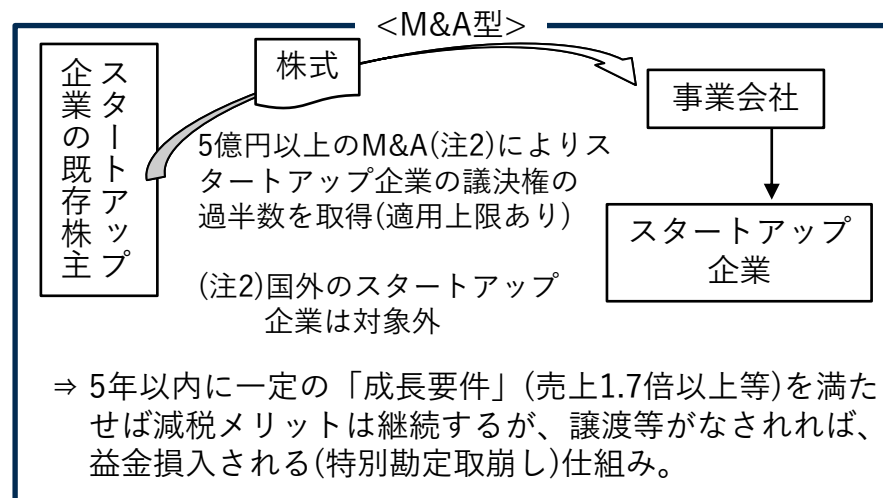 <M&A型>
スタートアップ
企業の既存株主
株式
事業会社
5億円以上のM&A(注2)によりス
タートアップ企業の議決権の
過半数を取得(適用上限あり)
スタートアップ
企業
(注2)国外のスタートアップ
企業は対象外
⇒ 5年以内に一定の「成長要件」(売上1.7倍以上等)を満た
せば減税メリットは継続するが、譲渡等がなされれば、
益金損入される(特別勘定取崩し)仕組み。